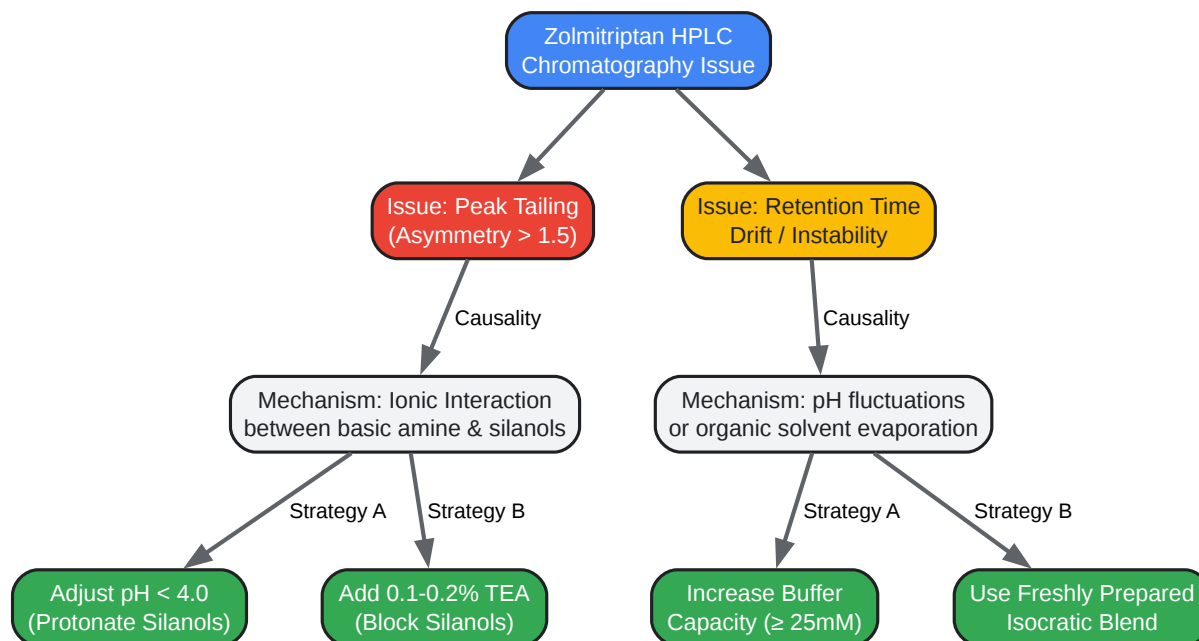 Zolmitriptan HPLC
Chromatography Issue
Issue: Peak Tailing
(Asymmetry > 1.5)
Issue: Retention Time
Drift / Instability
Causality
Causality
Mechanism: Ionic Interaction
between basic amine & silanols
Mechanism: pH fluctuations
or organic solvent evaporation
Strategy A
Strategy B
Strategy A
Strategy B
Adjust pH < 4.0
(Protonate Silanols)
Add 0.1-0.2% TEA
(Block Silanols)
Increase Buffer
Capacity (≥ 25mM)
Use Freshly Prepared
Isocratic Blend